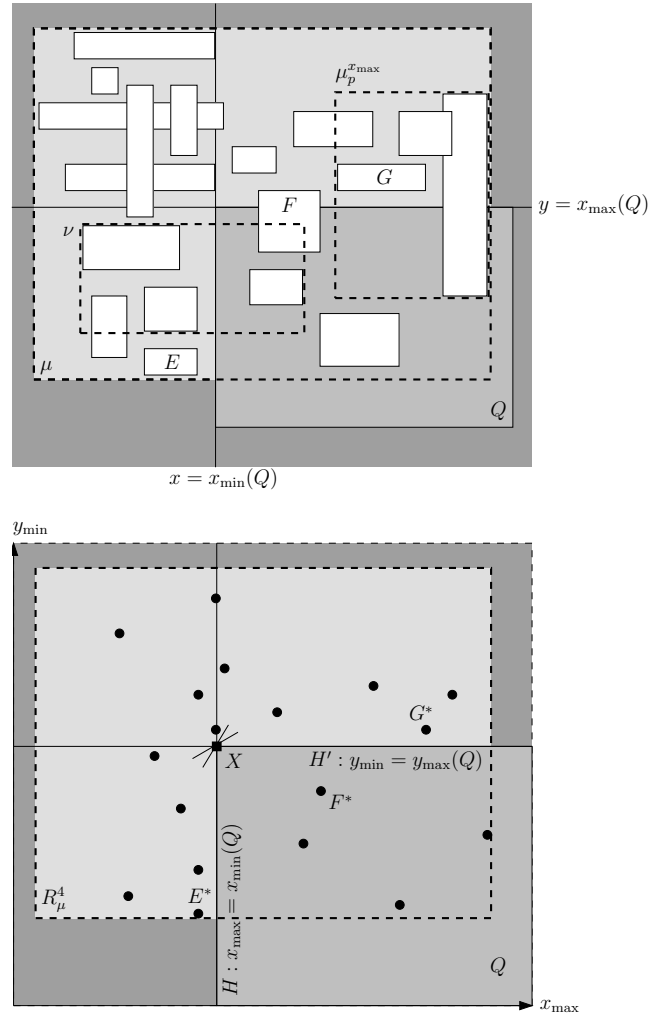 μ_p^{x_max}
G
F
y = x_max(Q)
ν
E
μ
Q
x = x_min(Q)
y_min
G*
X
H′ : y_min = y_max(Q)
F*
H : x_max = x_min(Q)
R_μ^4
E*
Q
x_max